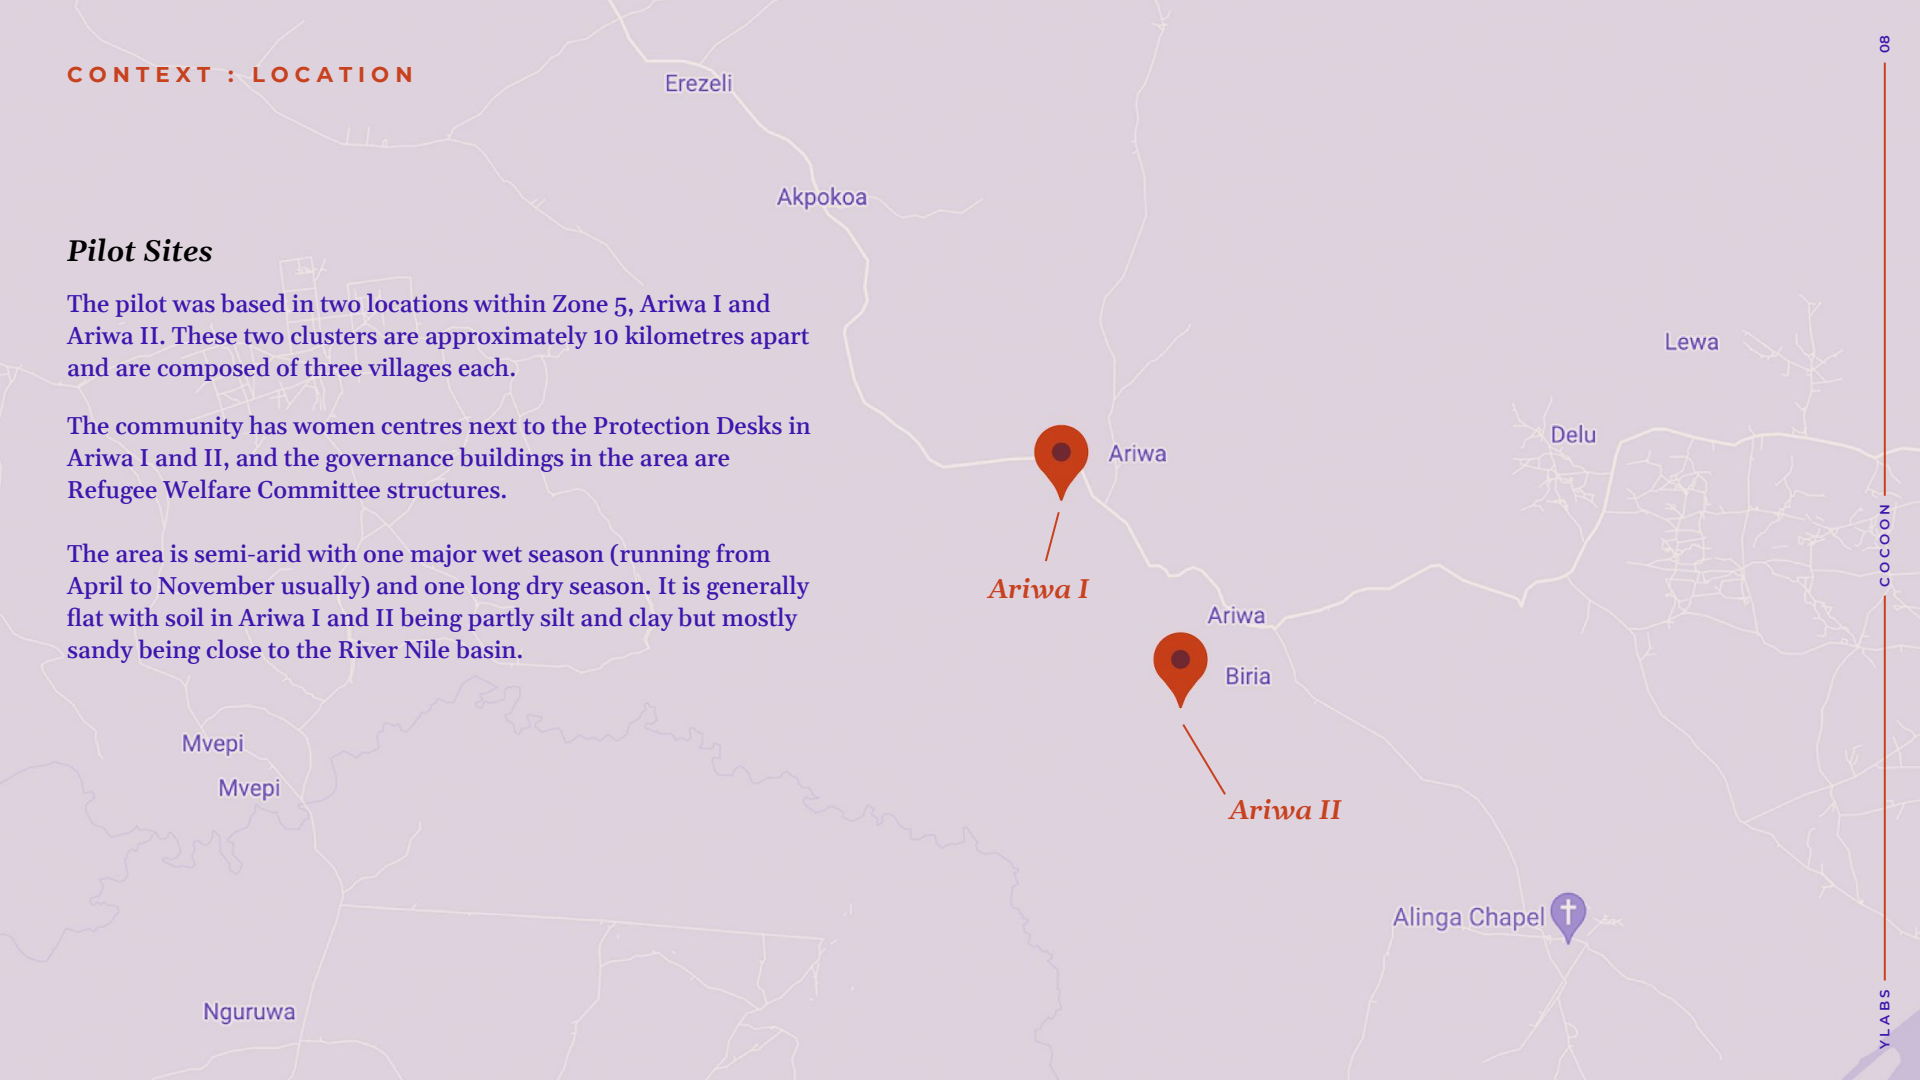 CONTEXT : LOCATION
Pilot Sites
The pilot was based in two locations within Zone 5, Ariwa I and
Ariwa II. These two clusters are approximately 10 kilometres apart
and are composed of three villages each.
The community has women centres next to the Protection Desks in
Ariwa I and II, and the governance buildings in the area are
Refugee Welfare Committee structures.
The area is semi-arid with one major wet season (running from
April to November usually) and one long dry season. It is generally
flat with soil in Ariwa I and II being partly silt and clay but mostly
sandy being close to the River Nile basin.
Erezeli
Akpokoa
Lewa
Delu
Ariwa
Ariwa I
Ariwa
Biria
Ariwa II
Mvepi
Mvepi
Alinga Chapel
Nguruwa
08
COCOON
YLABS